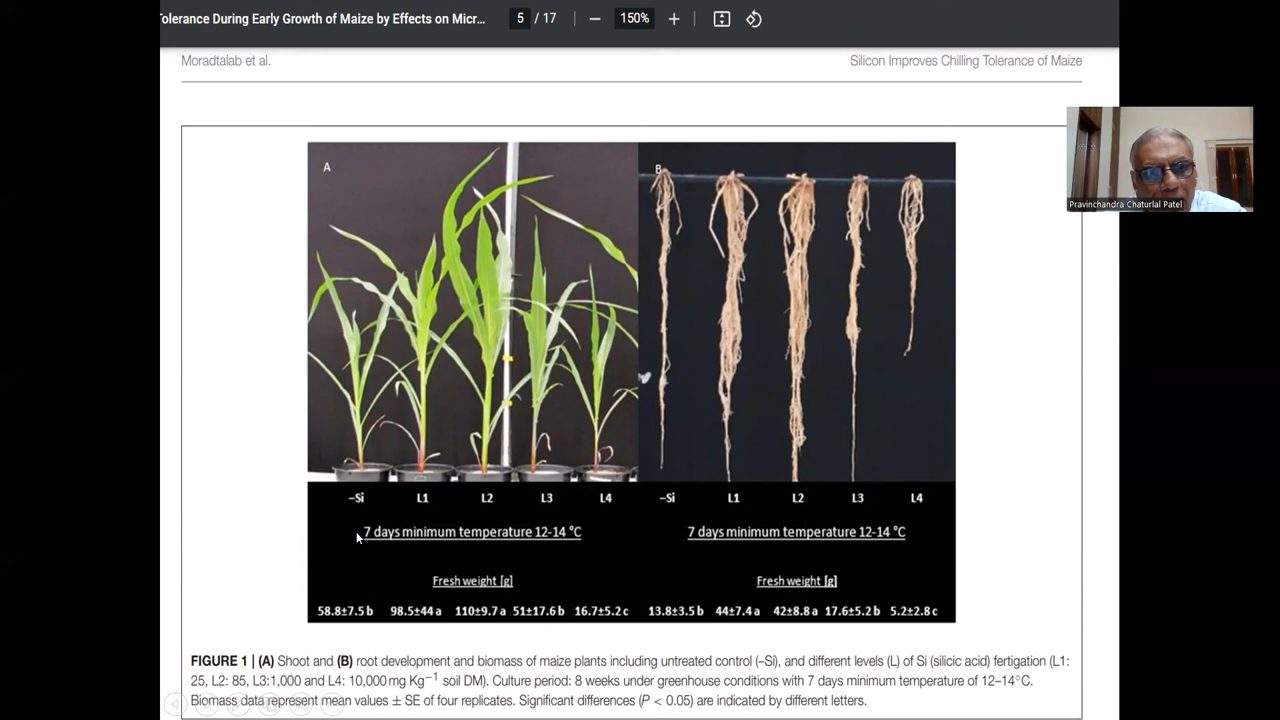 Tolerance During Early Growth of Maize by Effects on Micr...
5 / 17
150%
Moradtalab et al.
Silicon Improves Chilling Tolerance of Maize
Pravinchandra Chaturlal Patel
A
B
–Si L1 L2 L3 L4
–Si L1 L2 L3 L4
7 days minimum temperature 12-14 °C
7 days minimum temperature 12-14 °C
Fresh weight [g]
Fresh weight [g]
58.8±7.5 b 98.5±44 a 110±9.7 a 51±17.6 b 16.7±5.2 c
13.8±3.5 b 44±7.4 a 42±8.8 a 17.6±5.2 b 5.2±2.8 c
FIGURE 1 | (A) Shoot and (B) root development and biomass of maize plants including untreated control (–Si), and different levels (L) of Si (silicic acid) fertigation (L1:
25, L2: 85, L3:1,000 and L4: 10,000 mg Kg⁻¹ soil DM). Culture period: 8 weeks under greenhouse conditions with 7 days minimum temperature of 12–14°C.
Biomass data represent mean values ± SE of four replicates. Significant differences (P < 0.05) are indicated by different letters.